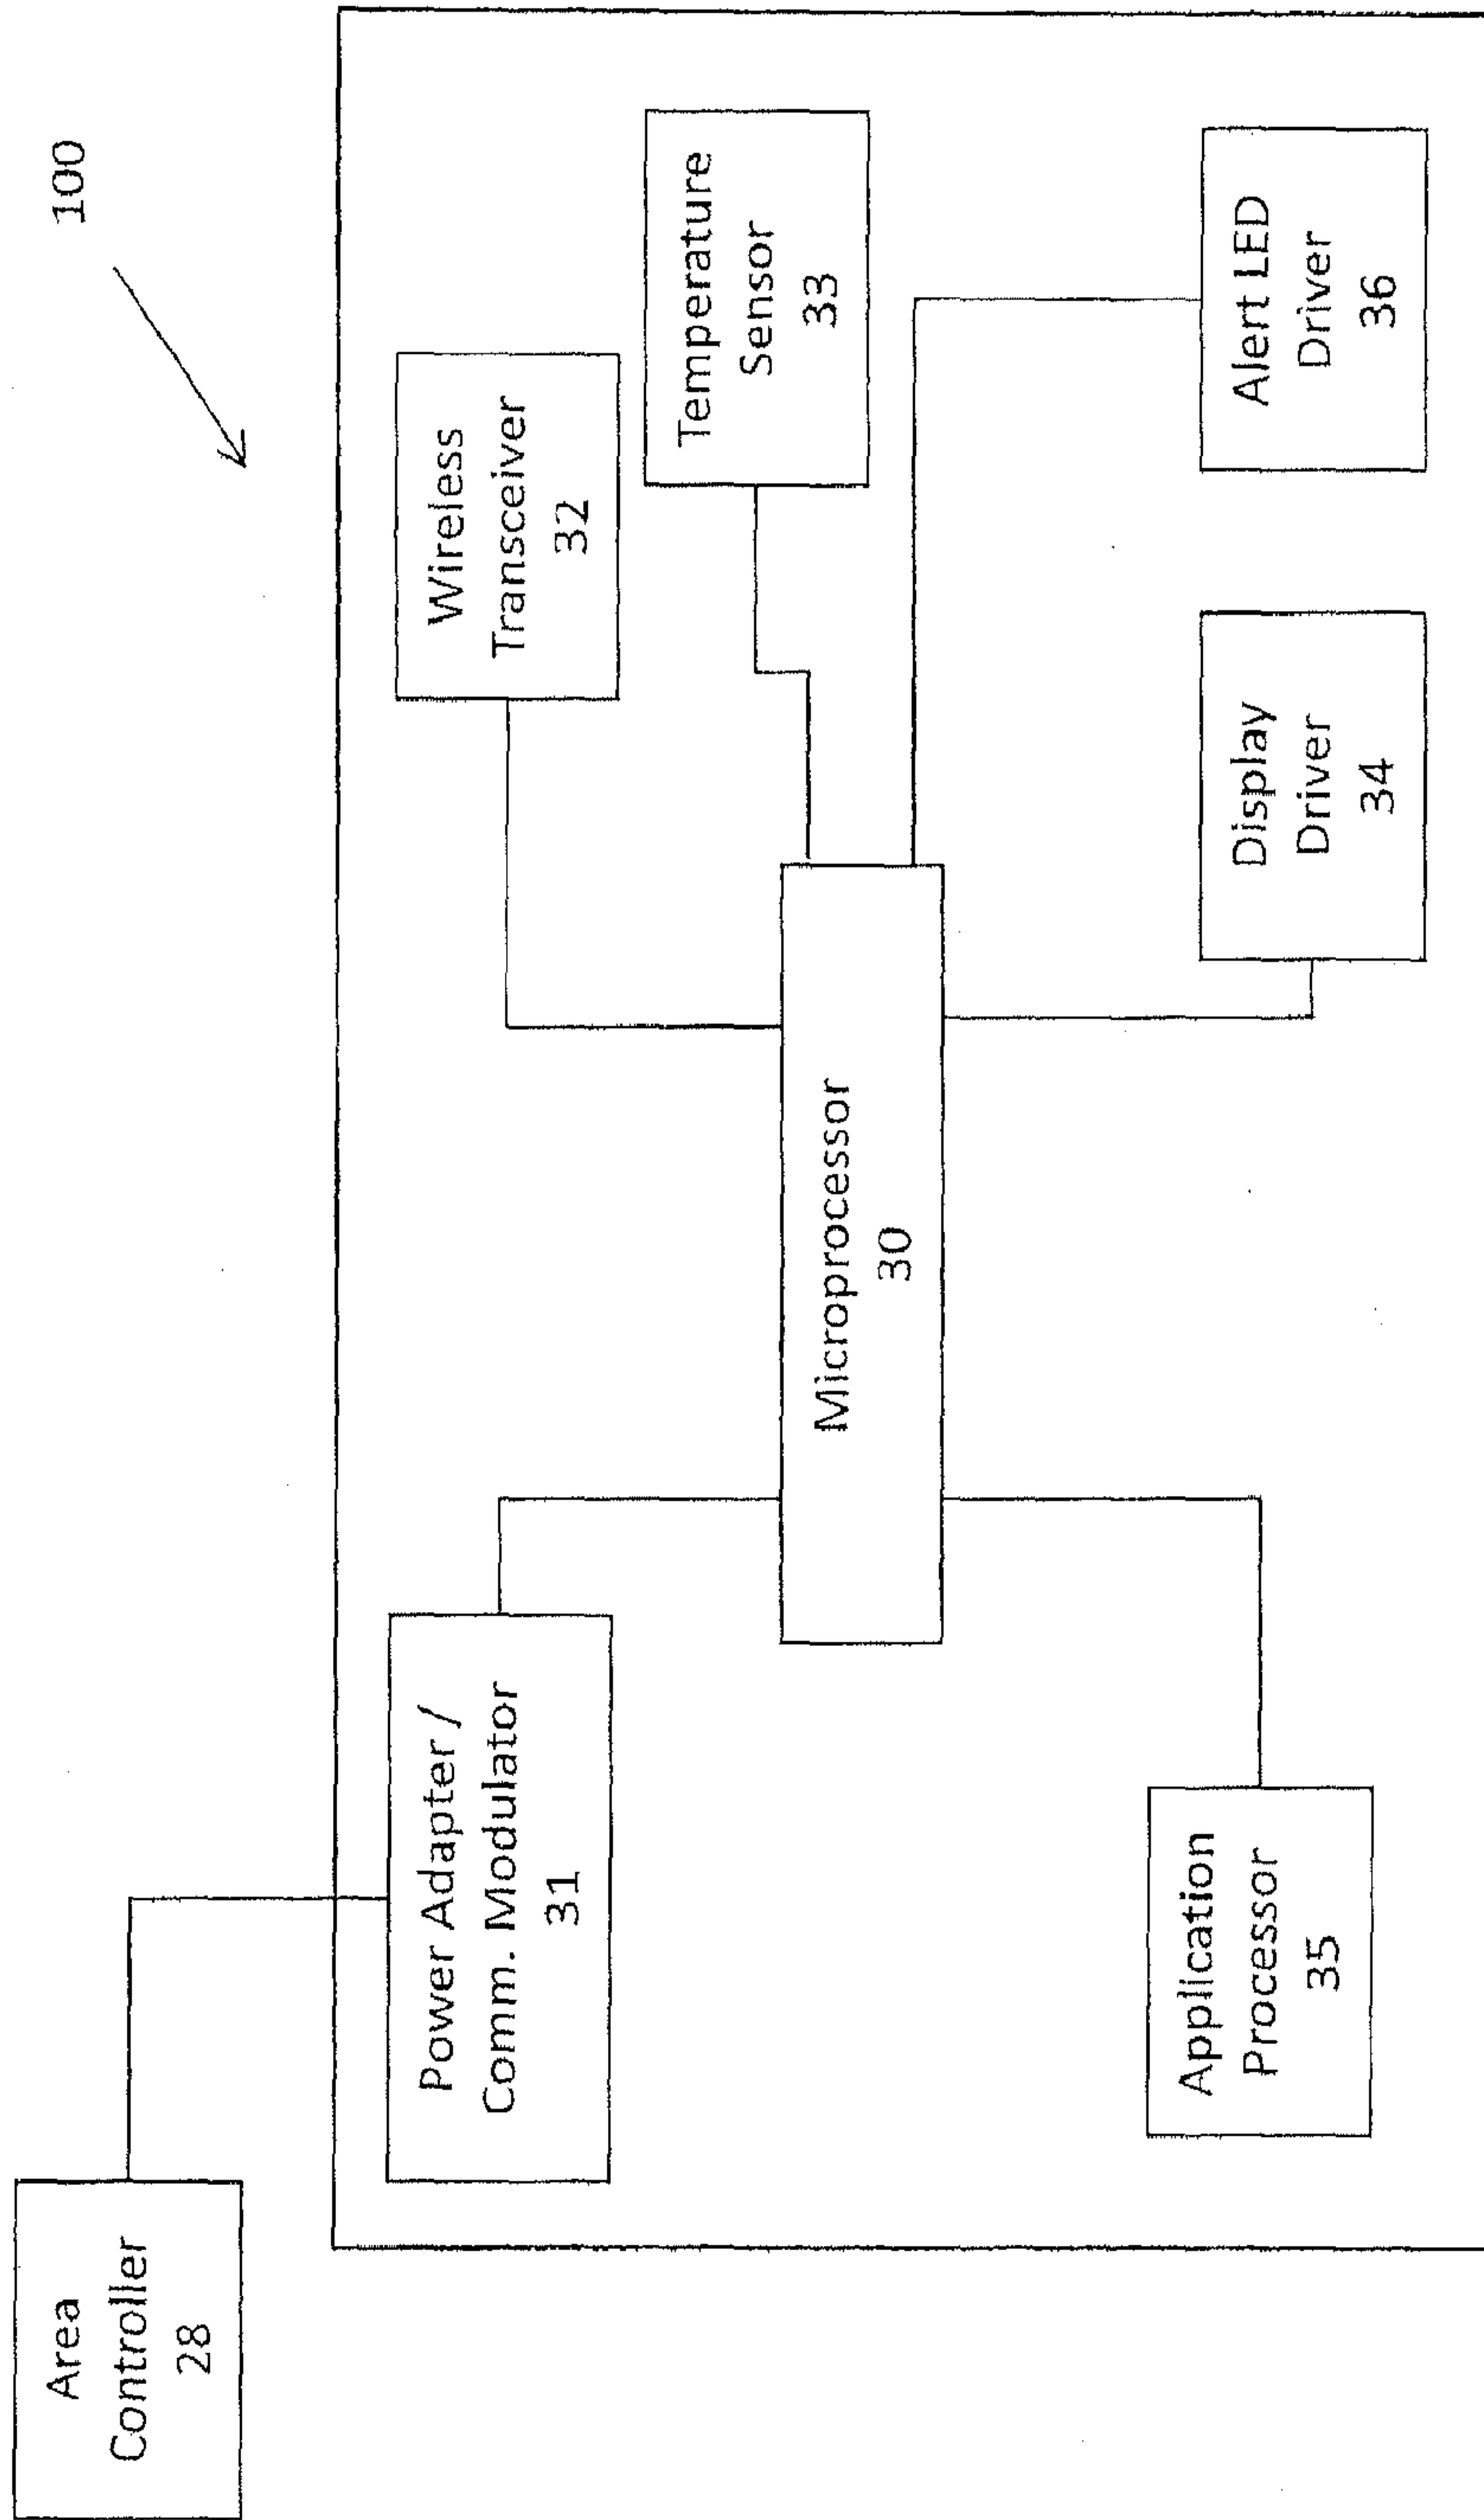 100
Area
Controller
28
Power Adapter /
Comm. Modulator
31
Wireless
Transceiver
32
Temperature
Sensor
33
Microprocessor
30
Application
Processor
35
Display
Driver
34
Alert LED
Driver
36